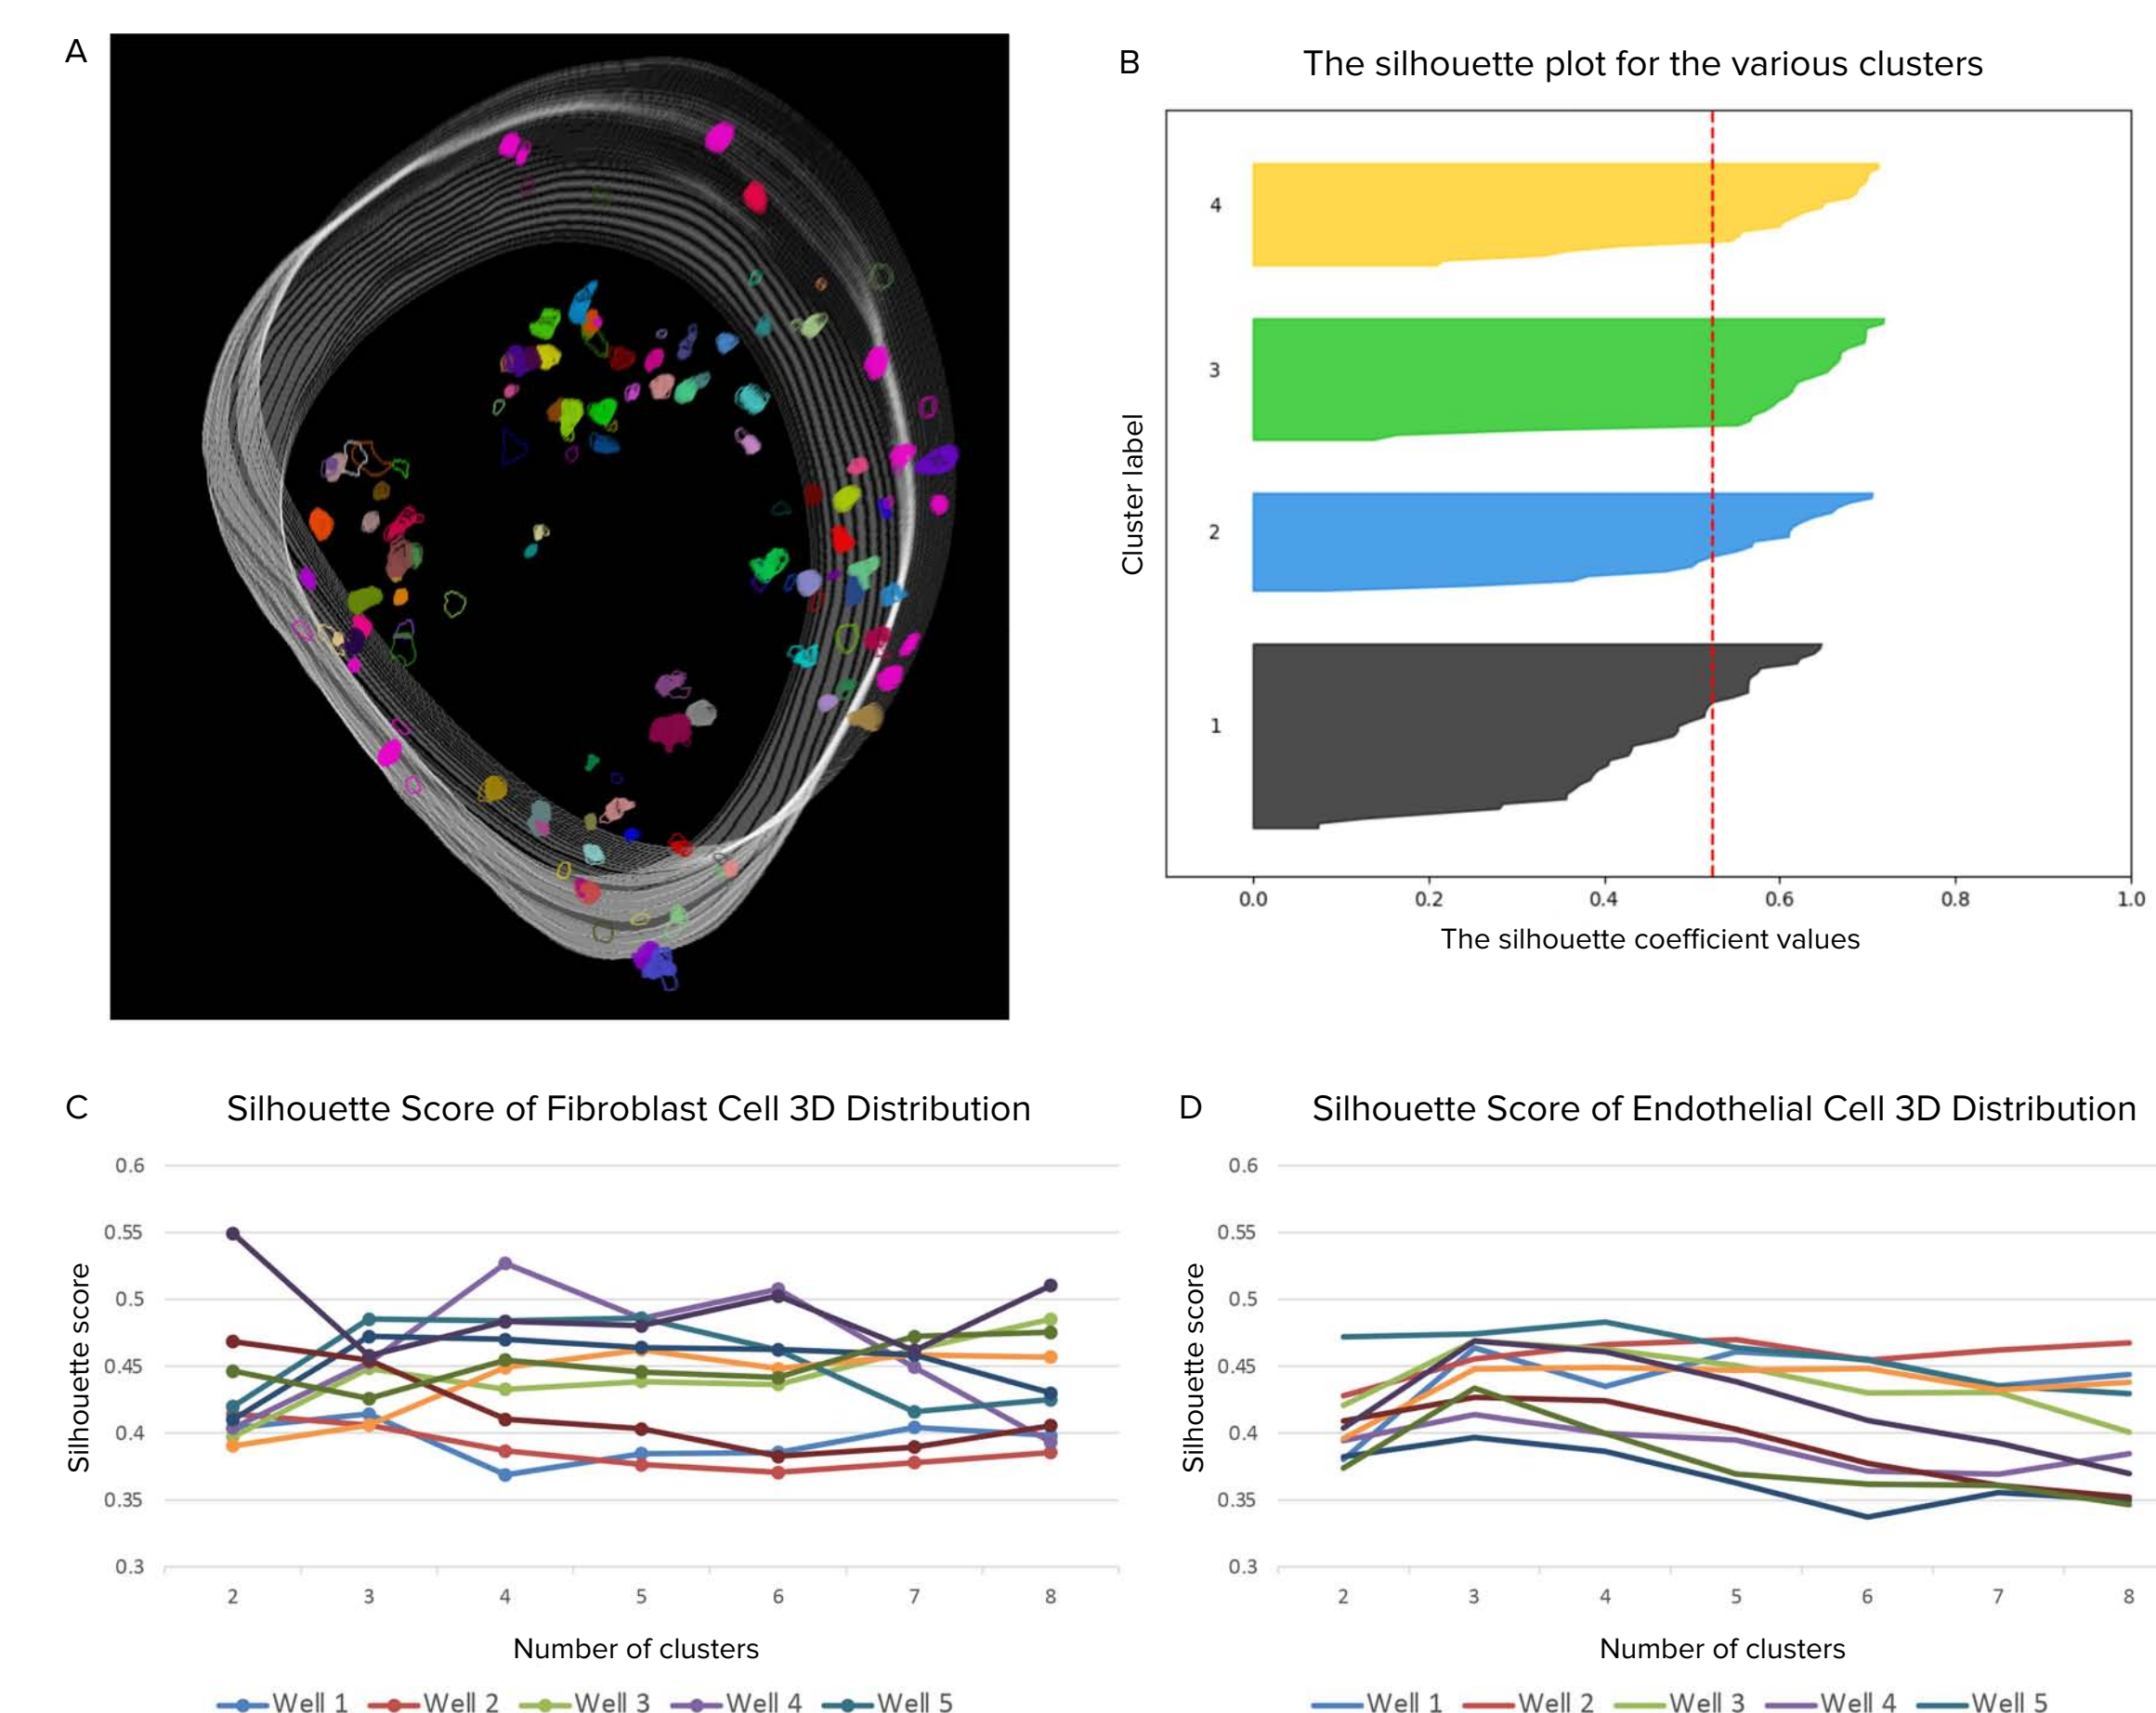 A
B
The silhouette plot for the various clusters
Cluster label
4
3
2
1
0.0 0.2 0.4 0.6 0.8 1.0
The silhouette coefficient values
C
Silhouette Score of Fibroblast Cell 3D Distribution
Silhouette score
0.6
0.55
0.5
0.45
0.4
0.35
0.3
2 3 4 5 6 7 8
Number of clusters
Well 1 Well 2 Well 3 Well 4 Well 5
D
Silhouette Score of Endothelial Cell 3D Distribution
Silhouette score
0.6
0.55
0.5
0.45
0.4
0.35
0.3
2 3 4 5 6 7 8
Number of clusters
Well 1 Well 2 Well 3 Well 4 Well 5